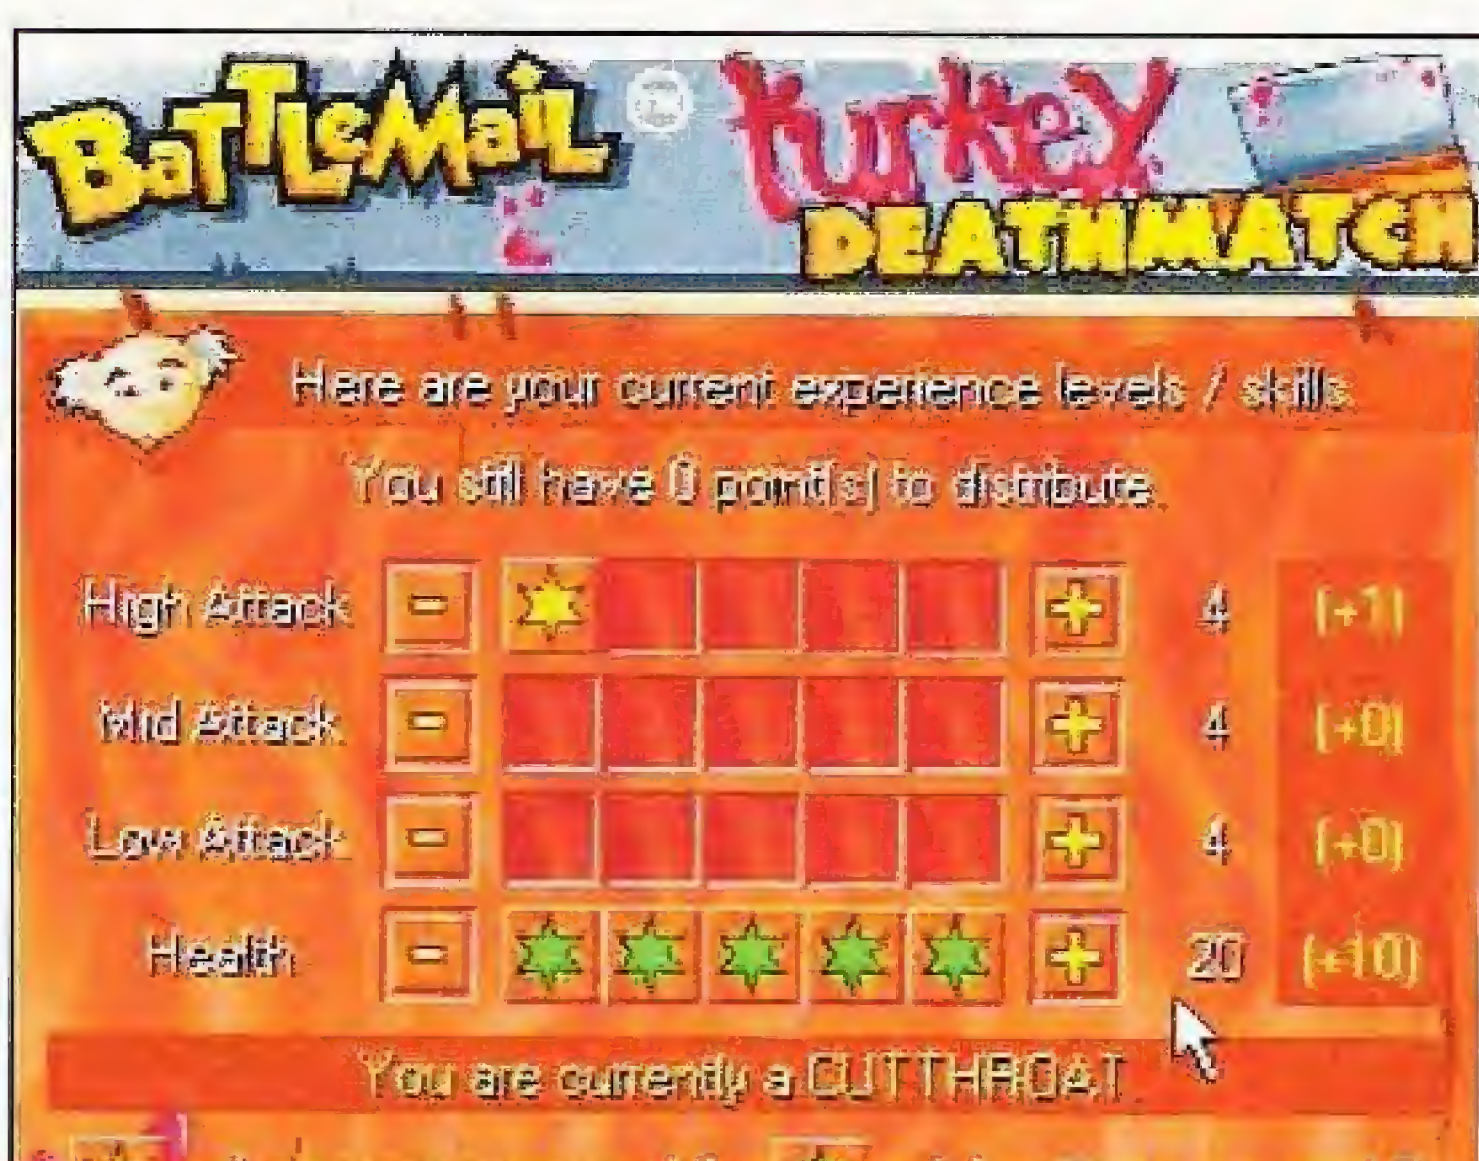 BaTTLeMaiL
turkeY
DEATHMATCH
Here are your current experience levels / skills.
You still have 0 point(s) to distribute.
High Attack - + 4 (+1)
Mid Attack - + 4 (+0)
Low Attack - + 4 (+0)
Health - + 20 (+10)
You are currently a CUTTHROAT